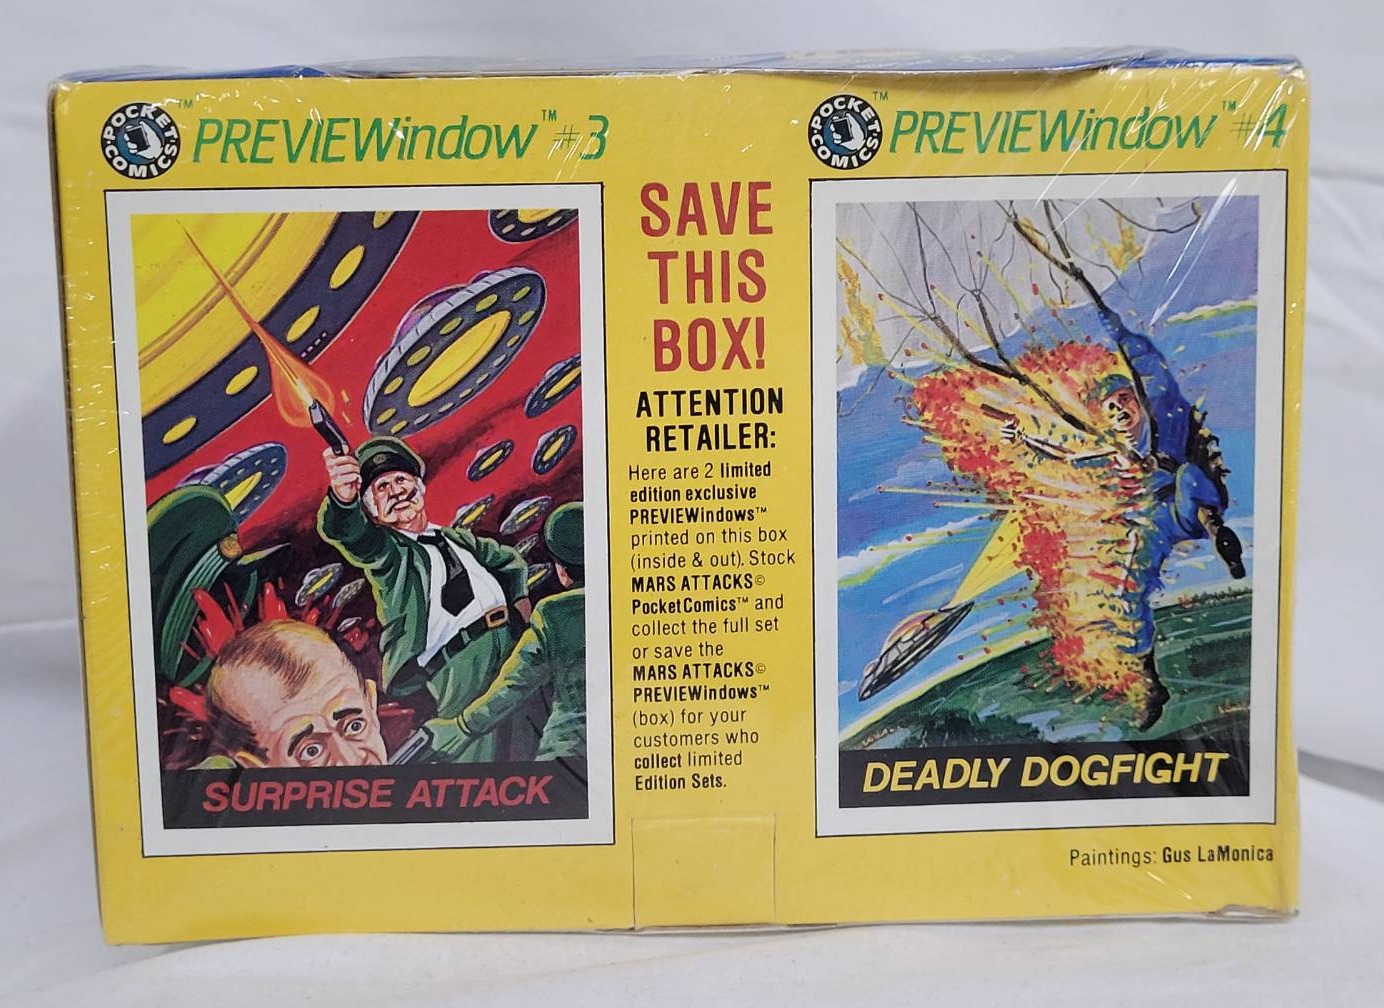 POCKET COMICS ™
PREVIEWindow™ #3
SURPRISE ATTACK
SAVE
THIS
BOX!
ATTENTION
RETAILER:
Here are 2 limited
edition exclusive
PREVIEWindows™
printed on this box
(inside & out). Stock
MARS ATTACKS©
PocketComics™ and
collect the full set
or save the
MARS ATTACKS©
PREVIEWindows™
(box) for your
customers who
collect limited
Edition Sets.
POCKET COMICS ™
PREVIEWindow™ #4
DEADLY DOGFIGHT
Paintings: Gus LaMonica